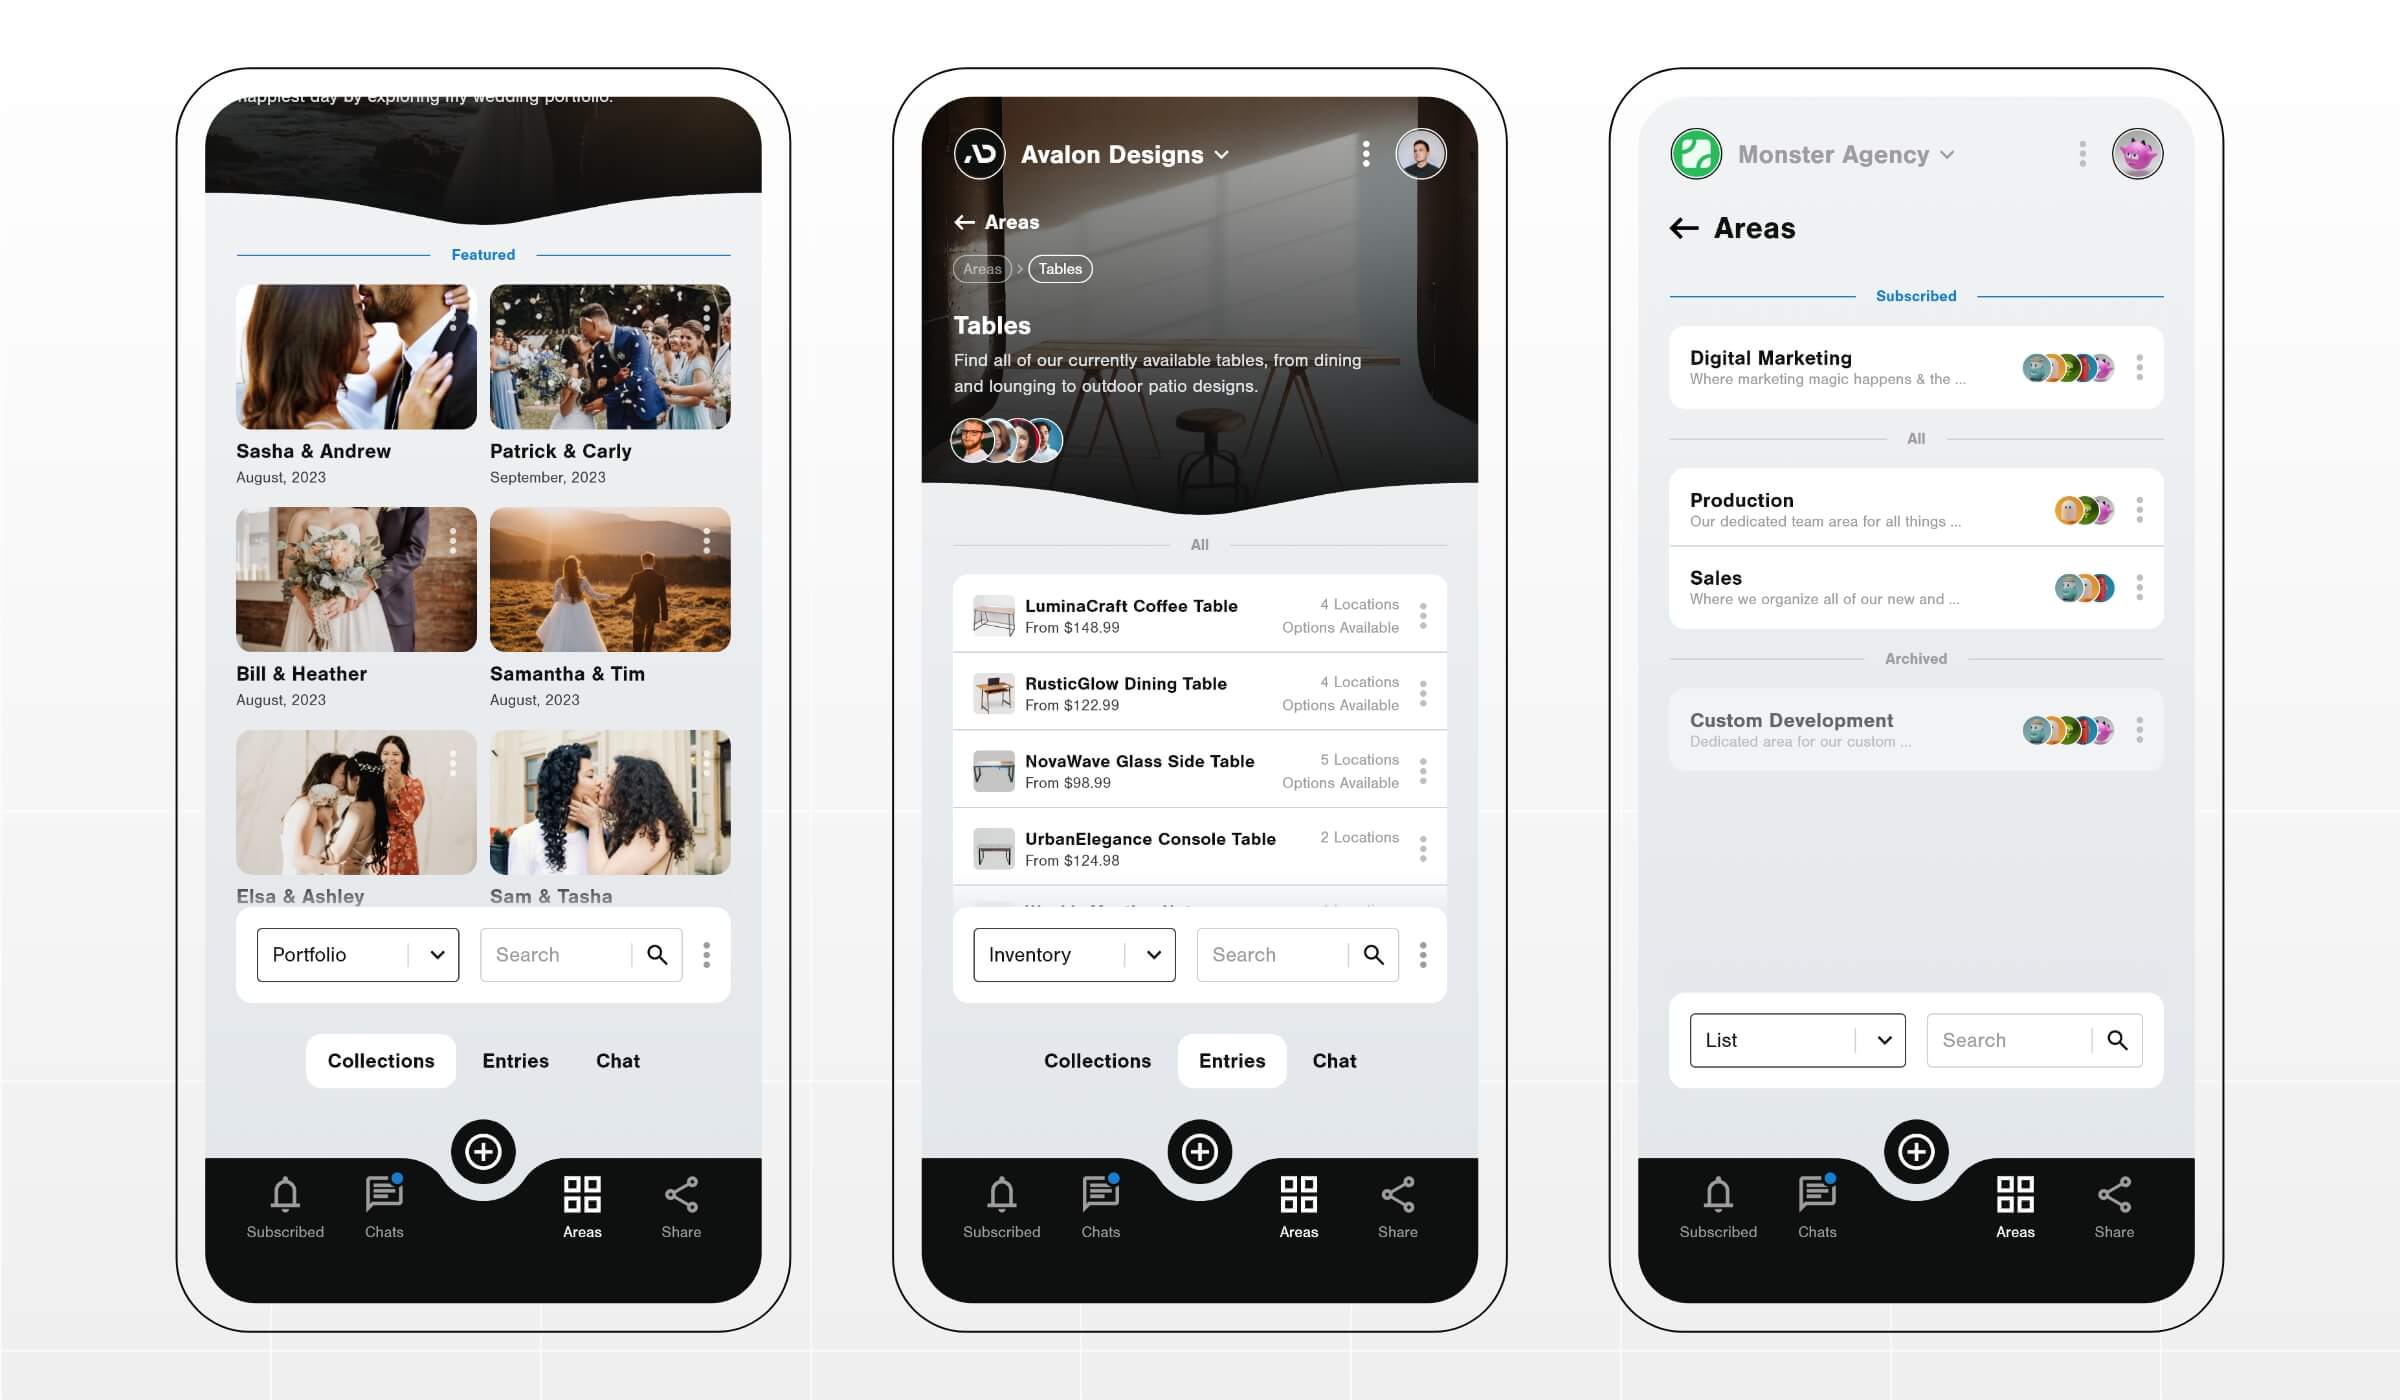 happiest day by exploring my wedding portfolio.
Featured
Sasha & Andrew
August, 2023
Patrick & Carly
September, 2023
Bill & Heather
August, 2023
Samantha & Tim
August, 2023
Elsa & Ashley
Sam & Tasha
Portfolio
Search
Collections
Entries
Chat
Subscribed
Chats
Areas
Share
Avalon Designs
Areas
Areas > Tables
Tables
Find all of our currently available tables, from dining
and lounging to outdoor patio designs.
All
LuminaCraft Coffee Table
From $148.99
4 Locations
Options Available
RusticGlow Dining Table
From $122.99
4 Locations
Options Available
NovaWave Glass Side Table
From $98.99
5 Locations
Options Available
UrbanElegance Console Table
From $124.98
2 Locations
Inventory
Search
Collections
Entries
Chat
Subscribed
Chats
Areas
Share
Monster Agency
Areas
Subscribed
Digital Marketing
Where marketing magic happens & the ...
All
Production
Our dedicated team area for all things ...
Sales
Where we organize all of our new and ...
Archived
Custom Development
Dedicated area for our custom ...
List
Search
Subscribed
Chats
Areas
Share